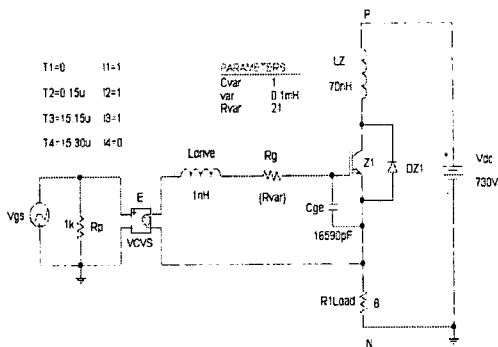 P
T1=0 I1=1
T2=0.15u I2=1
T3=15.15u I3=1
T4=15.30u I4=0
PARAMETERS
Cvar 1
var 0.1mH
Rvar 21
LZ
70nH
Z1
DZ1
Vdc
730V
Ldrive
1nH
Rg
(Rvar)
Cge
16590pF
E
VCVS
Vgs
1k
Rp
R1Load
N